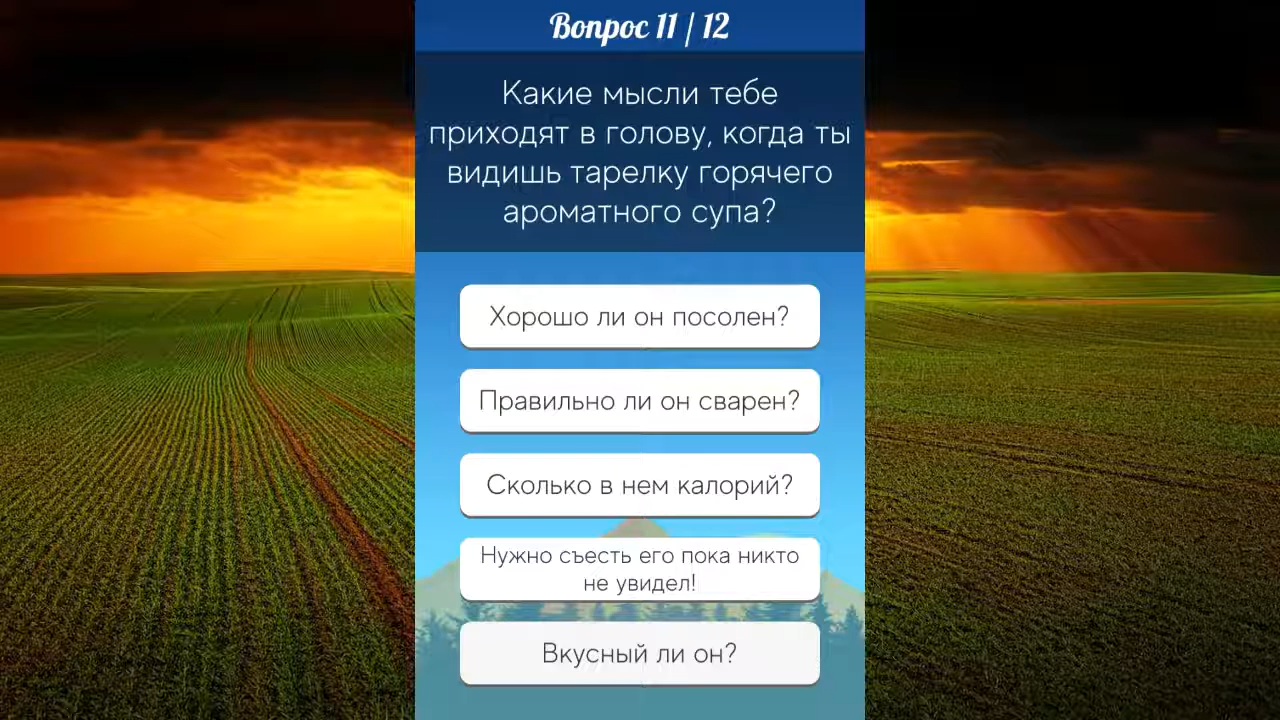 Вопрос 11 / 12
Какие мысли тебе
приходят в голову, когда ты
видишь тарелку горячего
ароматного супа?
Хорошо ли он посолен?
Правильно ли он сварен?
Сколько в нем калорий?
Нужно съесть его пока никто
не увидел!
Вкусный ли он?